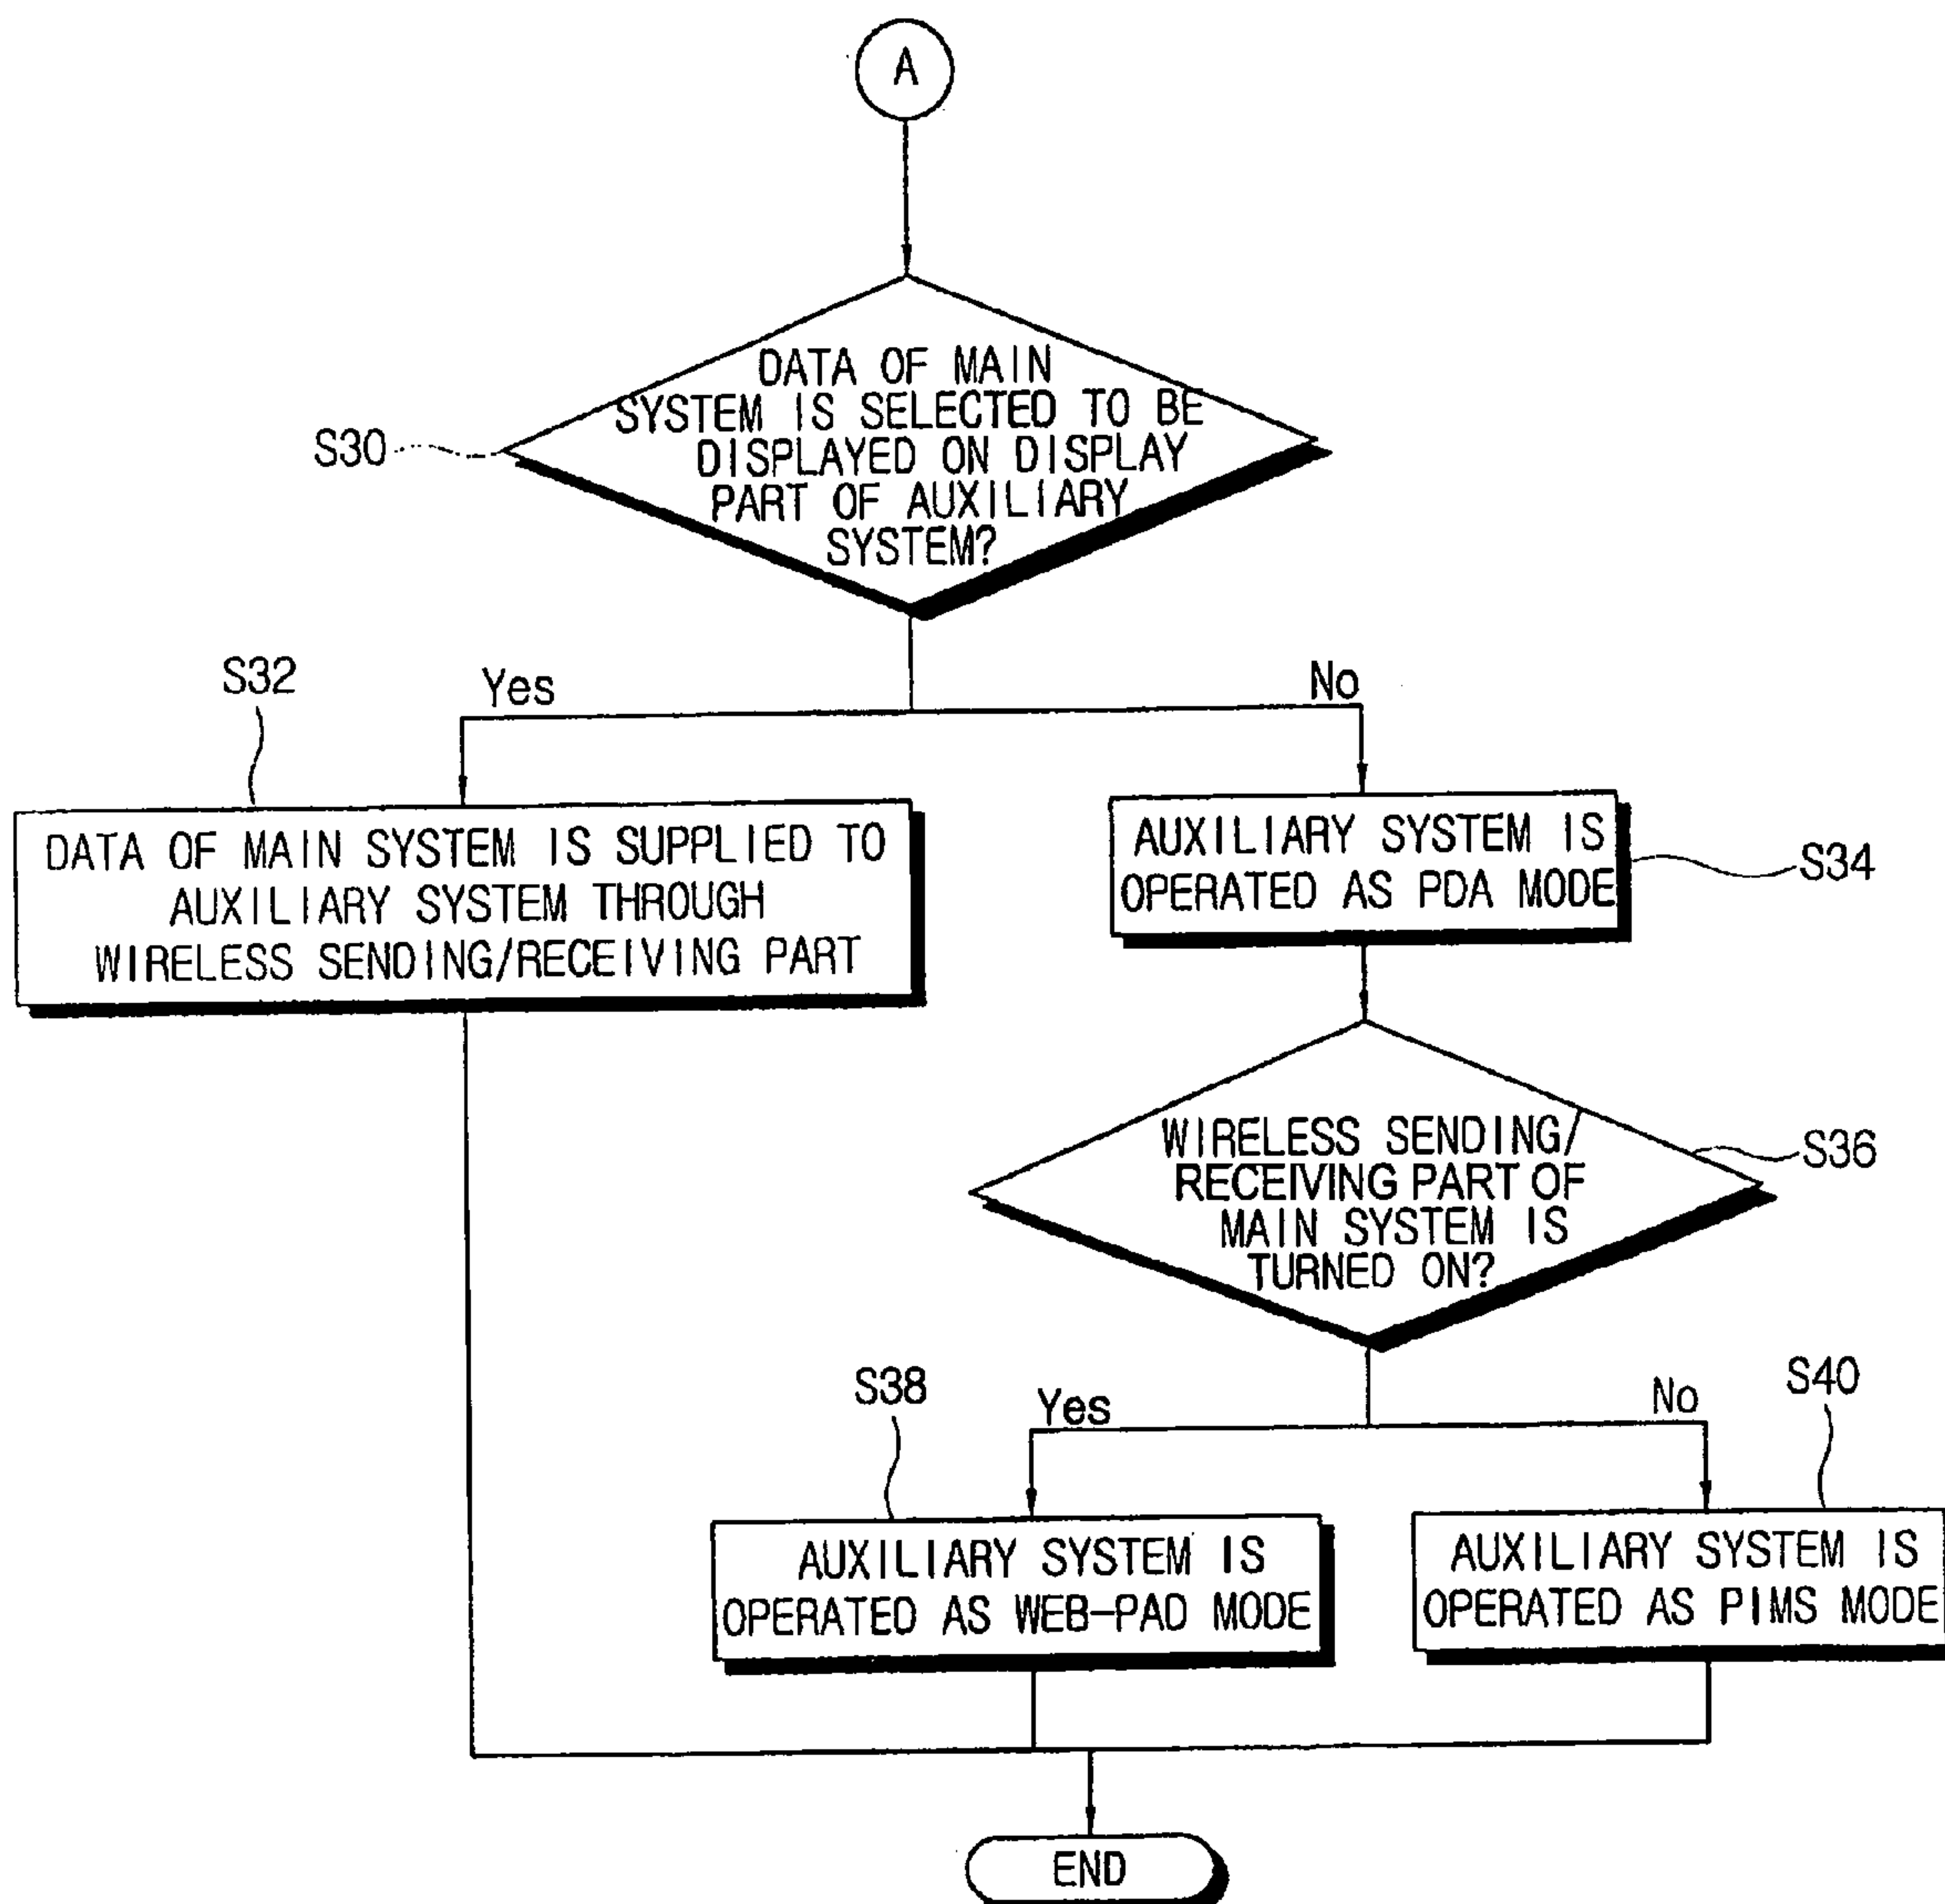 A
DATA OF MAIN
SYSTEM IS SELECTED TO BE
DISPLAYED ON DISPLAY
PART OF AUXILIARY
SYSTEM?
S30
S32
Yes
No
DATA OF MAIN SYSTEM IS SUPPLIED TO
AUXILIARY SYSTEM THROUGH
WIRELESS SENDING/RECEIVING PART
AUXILIARY SYSTEM IS
OPERATED AS PDA MODE
S34
WIRELESS SENDING/
RECEIVING PART OF
MAIN SYSTEM IS
TURNED ON?
S36
S38
Yes
No
S40
AUXILIARY SYSTEM IS
OPERATED AS WEB-PAD MODE
AUXILIARY SYSTEM IS
OPERATED AS PIMS MODE
END